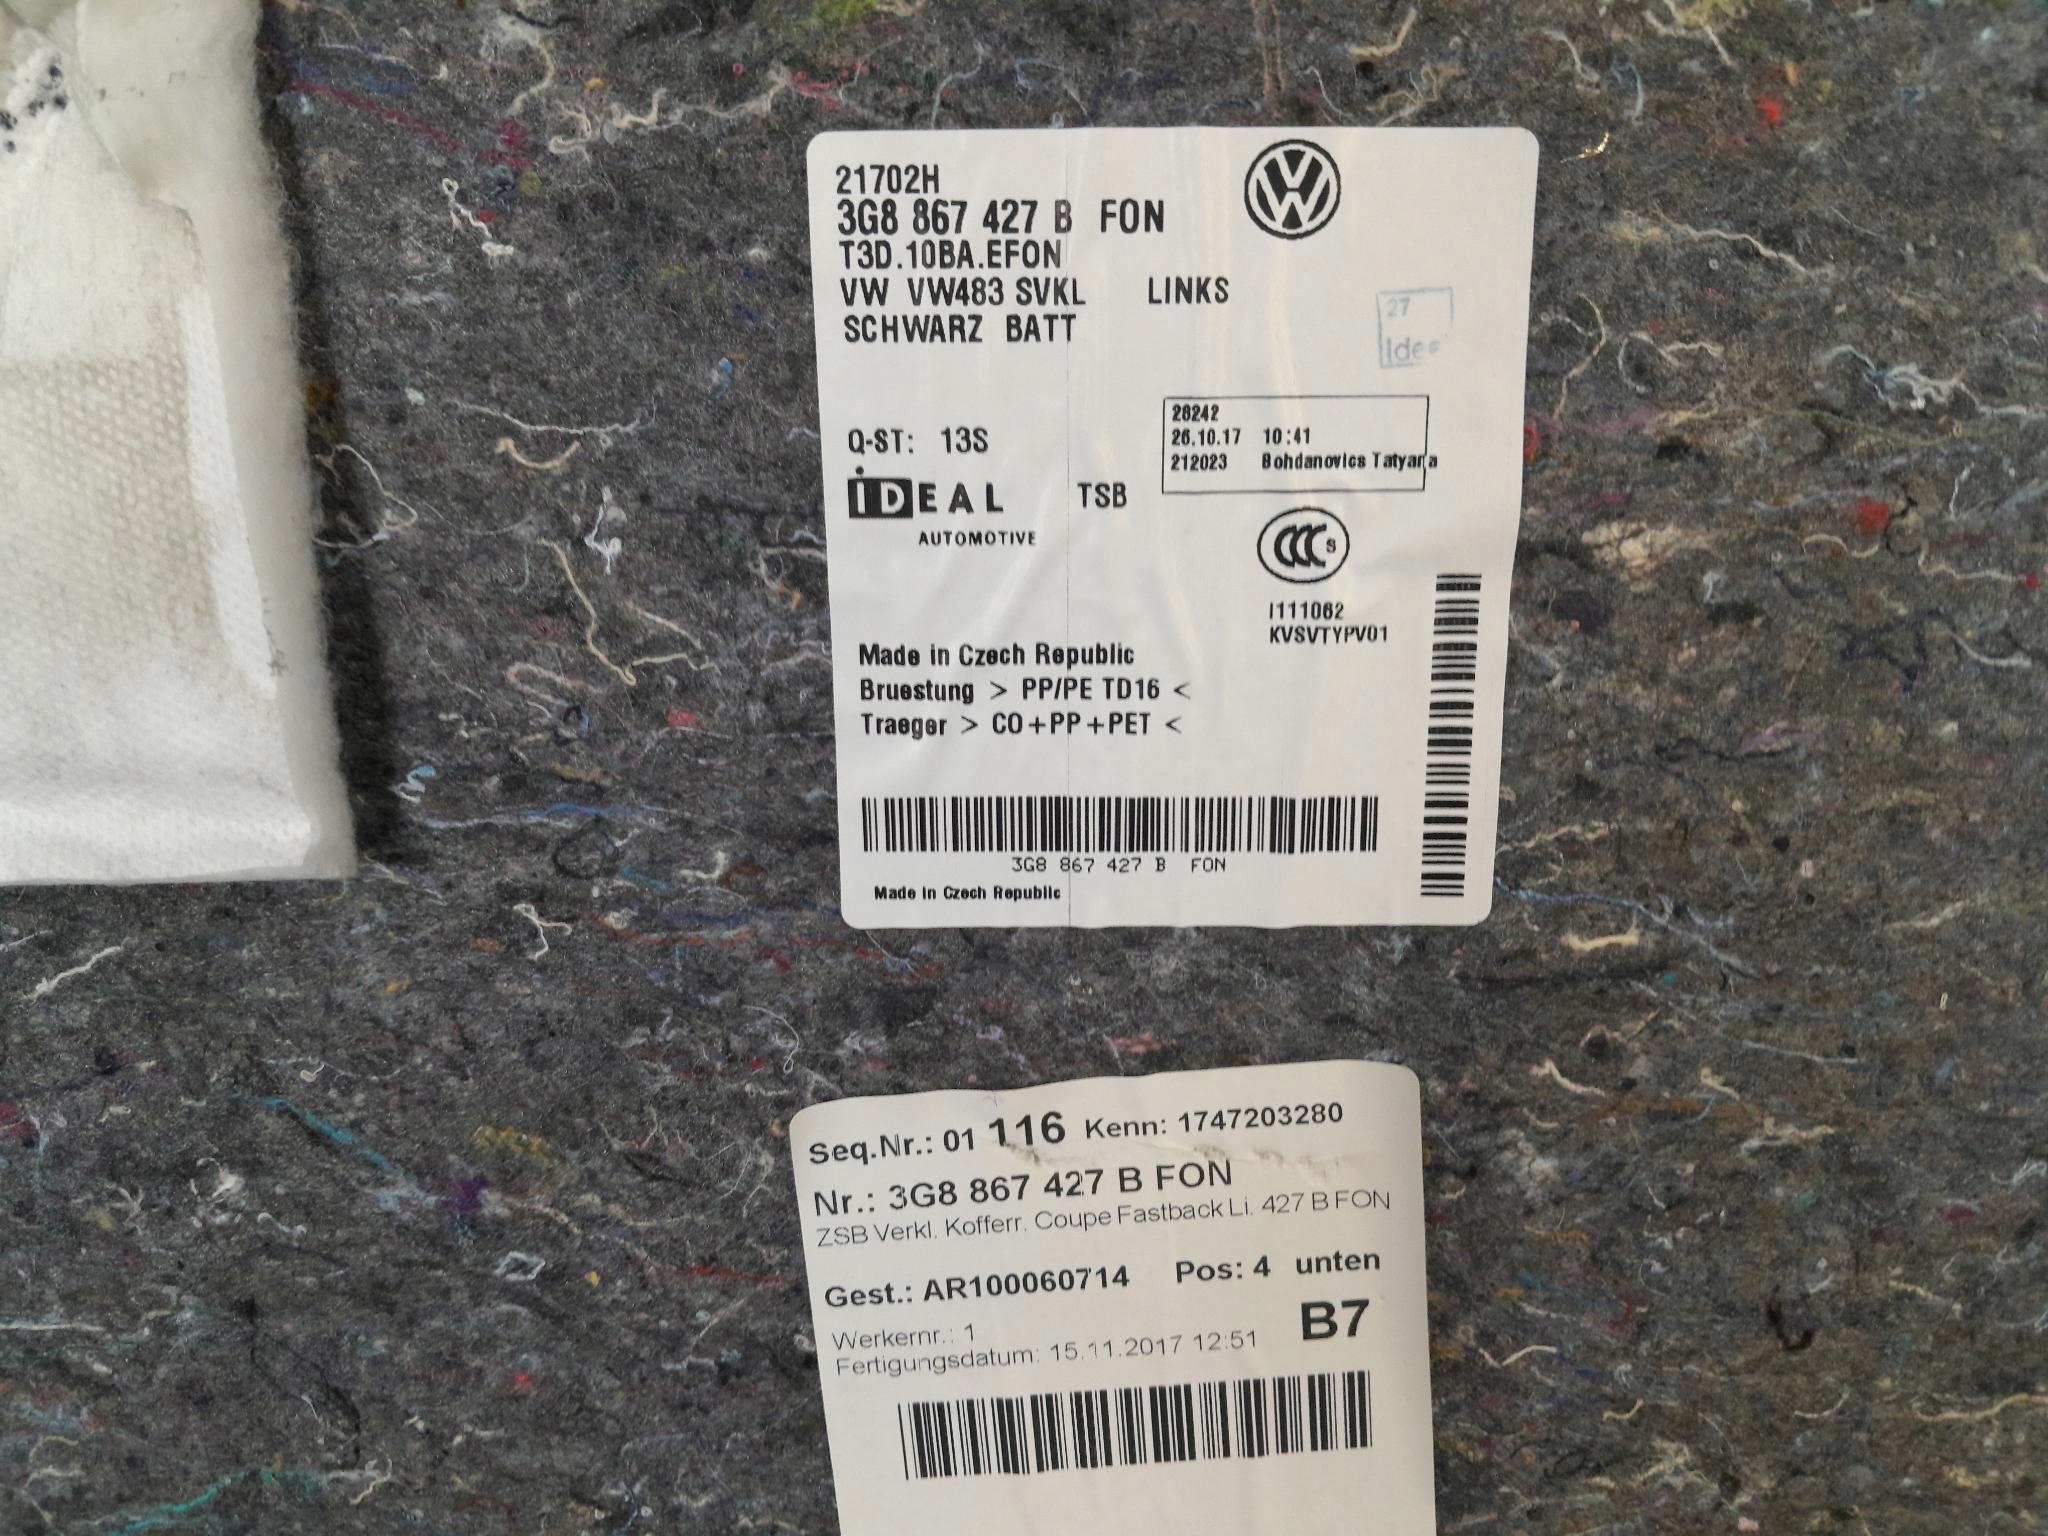 21702H
3G8 867 427 B FON
T3D.10BA.EFON
VW VW483 SVKL LINKS
SCHWARZ BATT
27
Q-ST: 13S
28242
26.10.17 10:41
212023 Bohdanovics Tatyana
iDEAL TSB
AUTOMOTIVE
CCC S
I111062
KVSVTYPV01
Made in Czech Republic
Bruestung > PP/PE TD16 <
Traeger > CO+PP+PET <
3G8 867 427 B FON
Made in Czech Republic
Seq.Nr.: 01 116 Kenn: 1747203280
Nr.: 3G8 867 427 B FON
ZSB Verkl. Kofferr. Coupe Fastback Li. 427 B FON
Gest.: AR100060714 Pos: 4 unten
Werkernr.: 1 B7
Fertigungsdatum: 15.11.2017 12:51